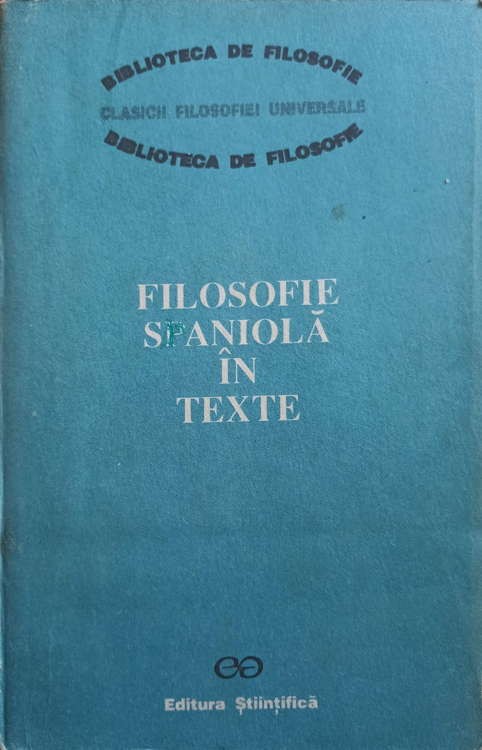 BIBLIOTECA DE FILOSOFIE
CLASICII FILOSOFIEI UNIVERSALE
BIBLIOTECA DE FILOSOFIE
FILOSOFIE
SPANIOLĂ
ÎN
TEXTE
Editura Științifică